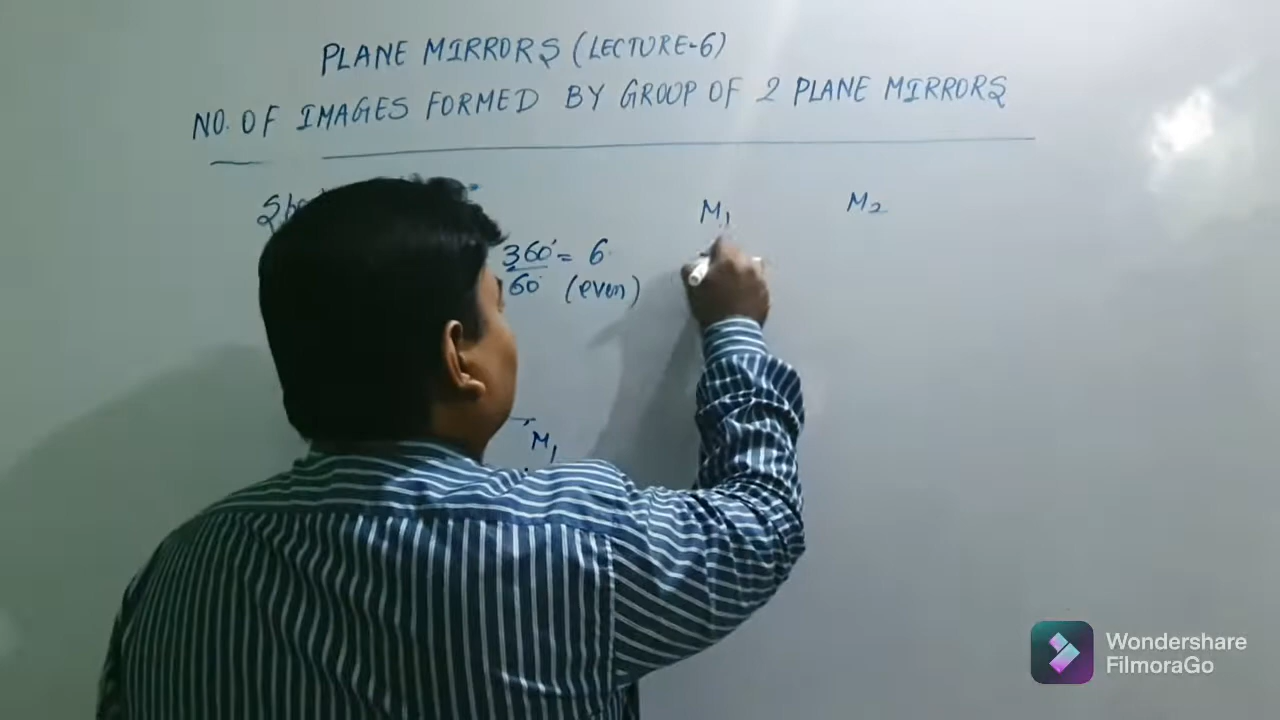 PLANE MIRRORS (LECTURE-6)
NO. OF IMAGES FORMED BY GROUP OF 2 PLANE MIRRORS
M₁ M₂
360°/60° = 6
(even)
M₁
Wondershare
FilmoraGo